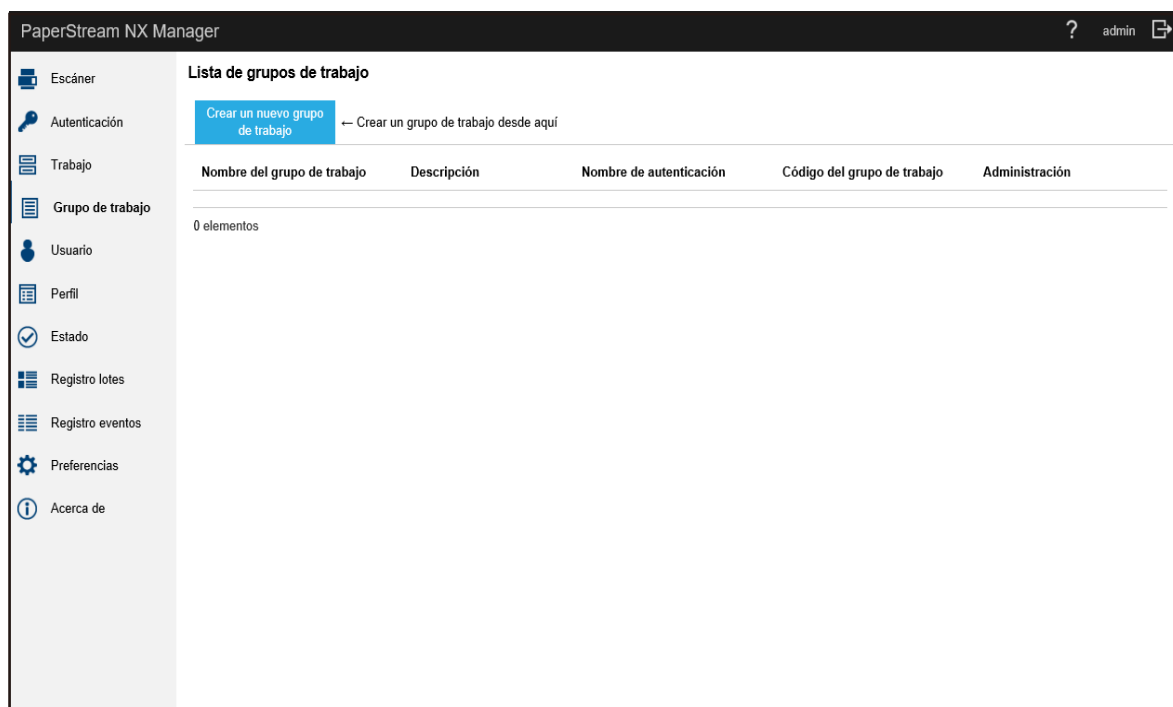 PaperStream NX Manager
? admin
Escáner
Autenticación
Trabajo
Grupo de trabajo
Usuario
Perfil
Estado
Registro lotes
Registro eventos
Preferencias
Acerca de
Lista de grupos de trabajo
Crear un nuevo grupo
de trabajo
← Crear un grupo de trabajo desde aquí
Nombre del grupo de trabajo Descripción Nombre de autenticación Código del grupo de trabajo Administración
0 elementos